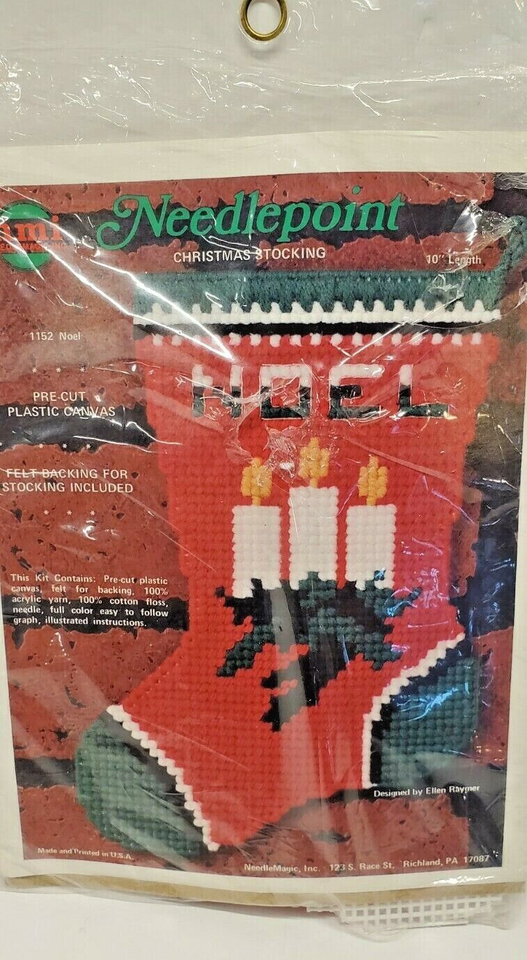 nmi
Needlepoint
CHRISTMAS STOCKING
10" Length
1152 Noel
NOEL
PRE-CUT
PLASTIC CANVAS
FELT BACKING FOR
STOCKING INCLUDED
This Kit Contains: Pre-cut plastic
canvas, felt for backing, 100%
acrylic yarn, 100% cotton floss,
needle, full color easy to follow
graph, illustrated instructions.
Designed by Ellen Raymer
Made and Printed in U.S.A.
NeedleMagic, Inc. 123 S. Race St. Richland, PA 17087